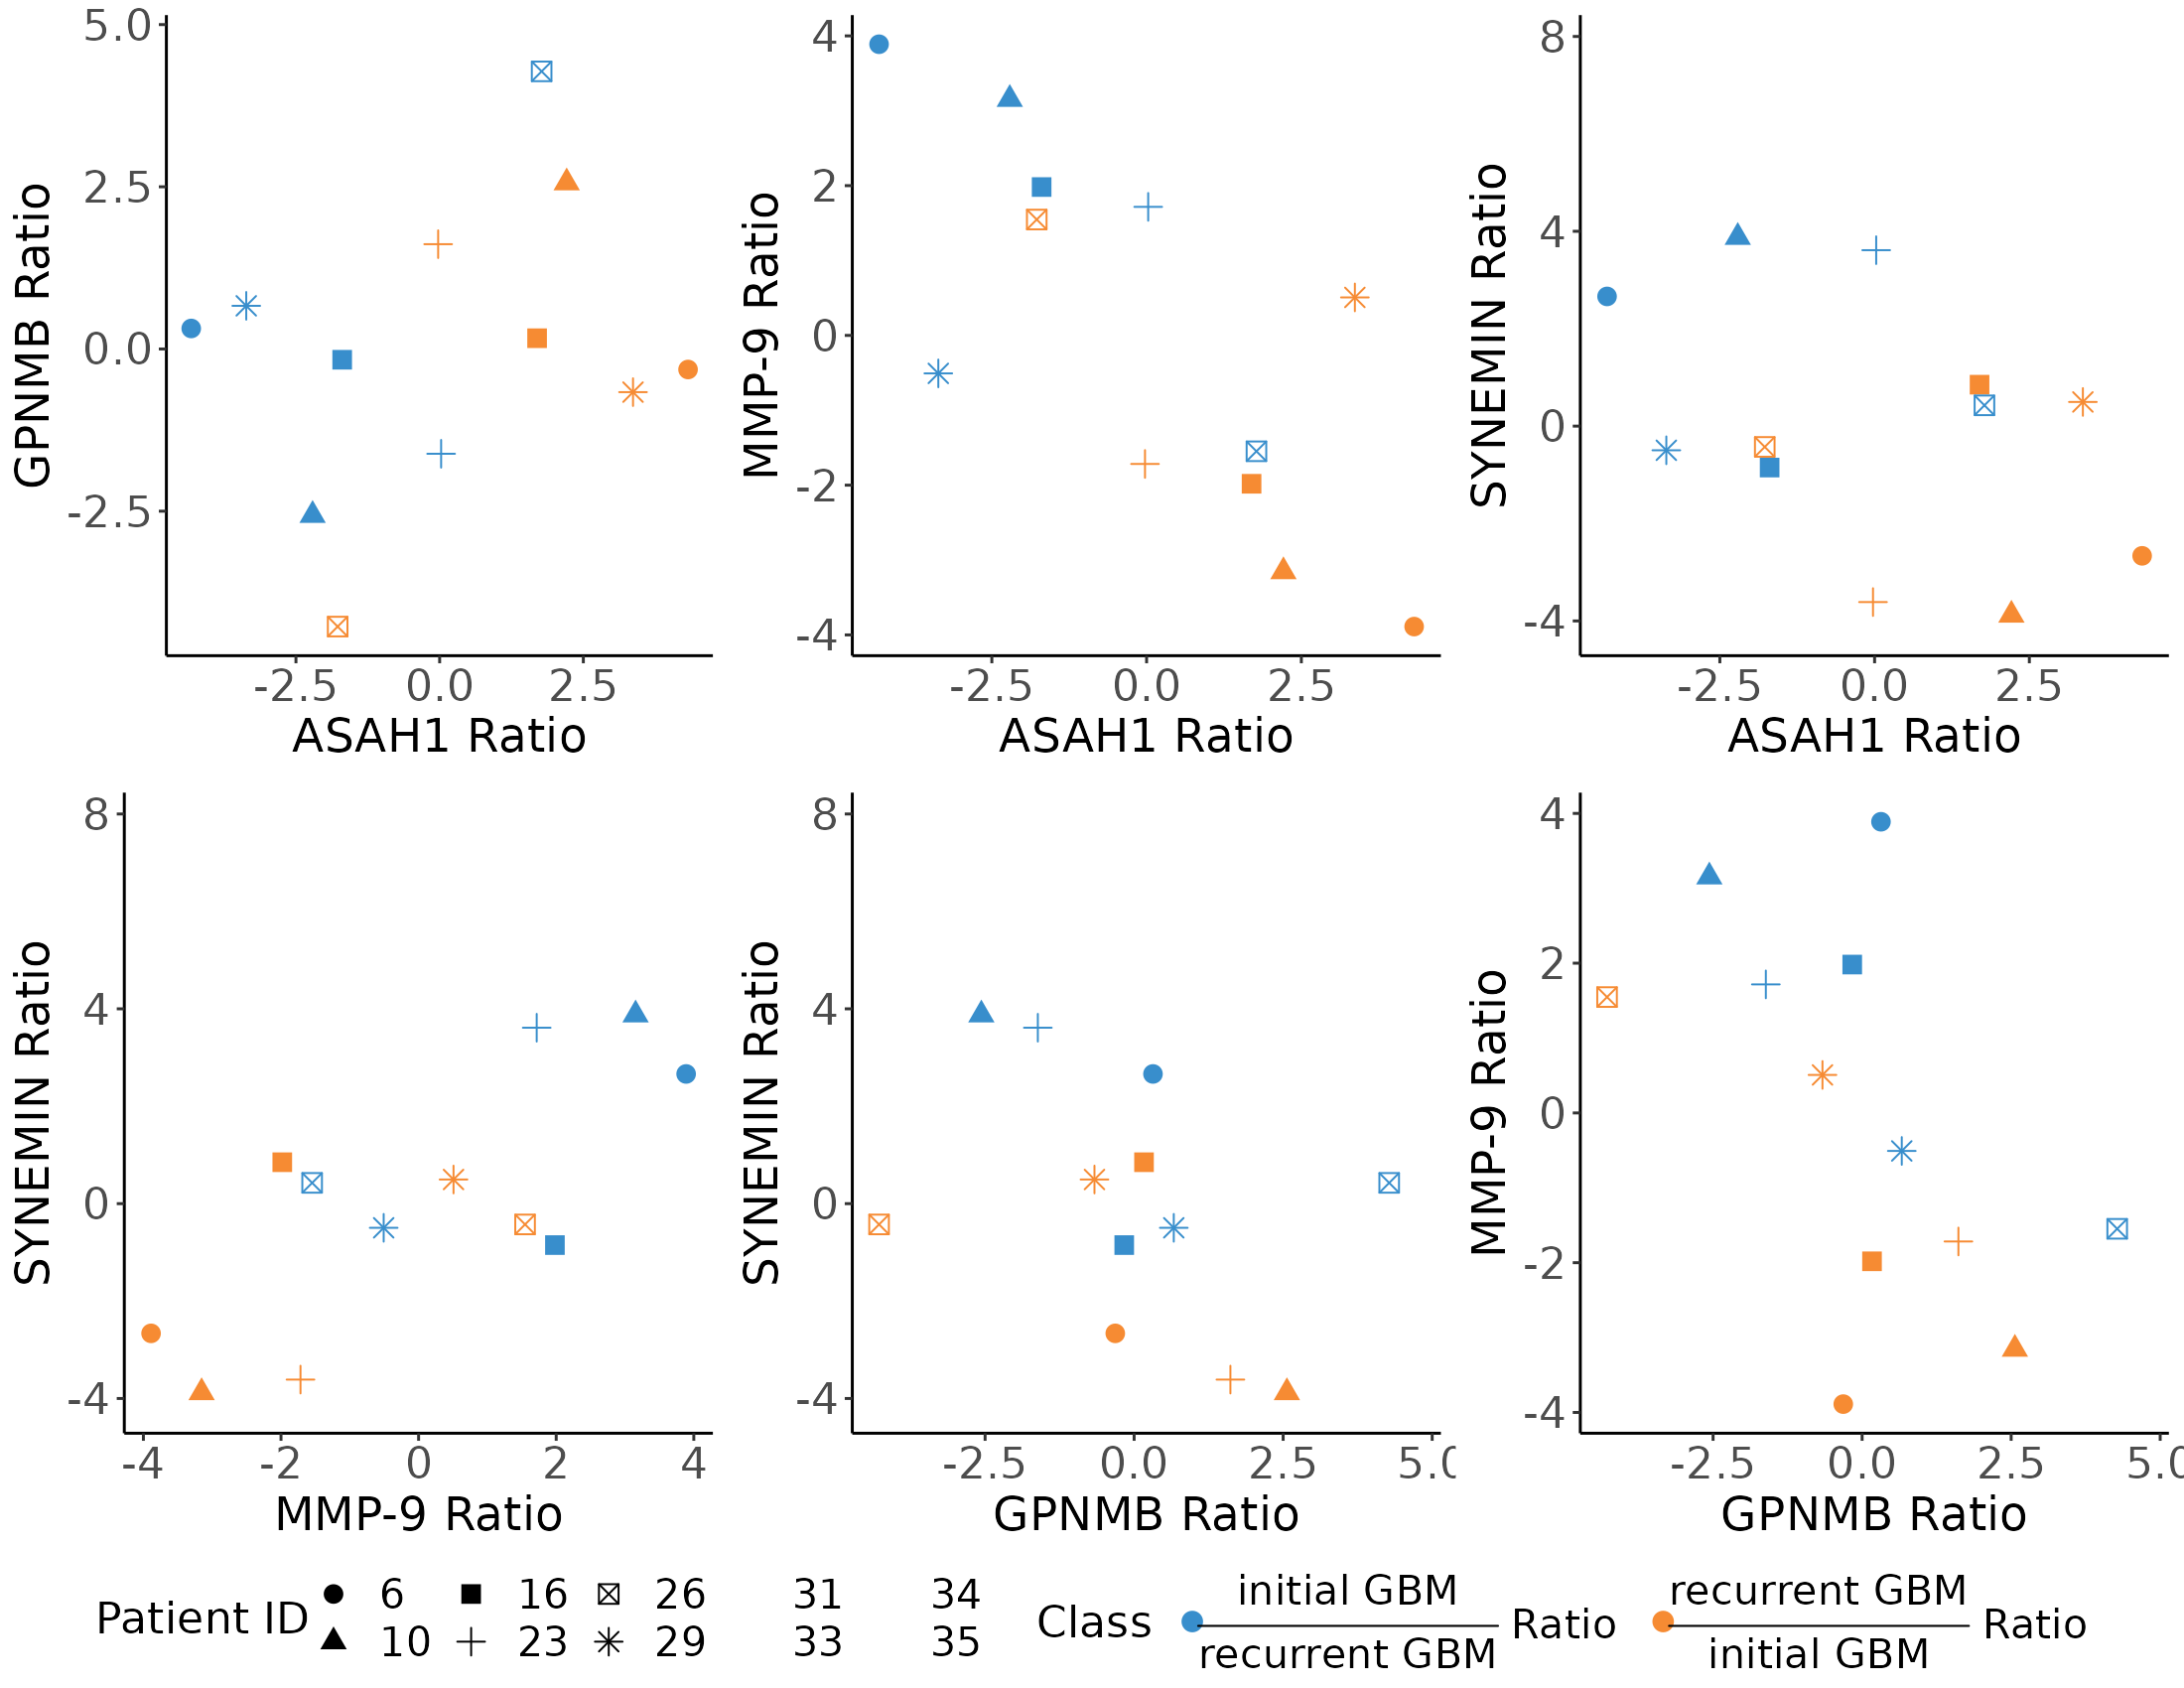 5.0
2.5
0.0
-2.5
GPNMB Ratio
-2.5 0.0 2.5
ASAH1 Ratio
4
2
0
-2
-4
MMP-9 Ratio
-2.5 0.0 2.5
ASAH1 Ratio
8
4
0
-4
SYNEMIN Ratio
-2.5 0.0 2.5
ASAH1 Ratio
8
4
0
-4
SYNEMIN Ratio
-4 -2 0 2 4
MMP-9 Ratio
8
4
0
-4
SYNEMIN Ratio
-2.5 0.0 2.5 5.0
GPNMB Ratio
4
2
0
-2
-4
MMP-9 Ratio
-2.5 0.0 2.5 5.0
GPNMB Ratio
Patient ID
6 16 26 31 34
10 23 29 33 35
Class
initial GBM
recurrent GBM
Ratio
recurrent GBM
initial GBM
Ratio